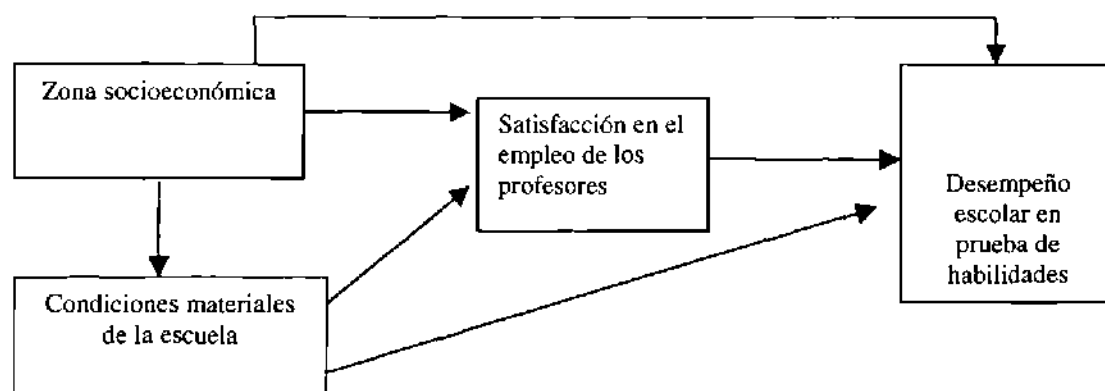 Zona socioeconómica
Satisfacción en el
empleo de los
profesores
Desempeño
escolar en
prueba de
habilidades
Condiciones materiales
de la escuela